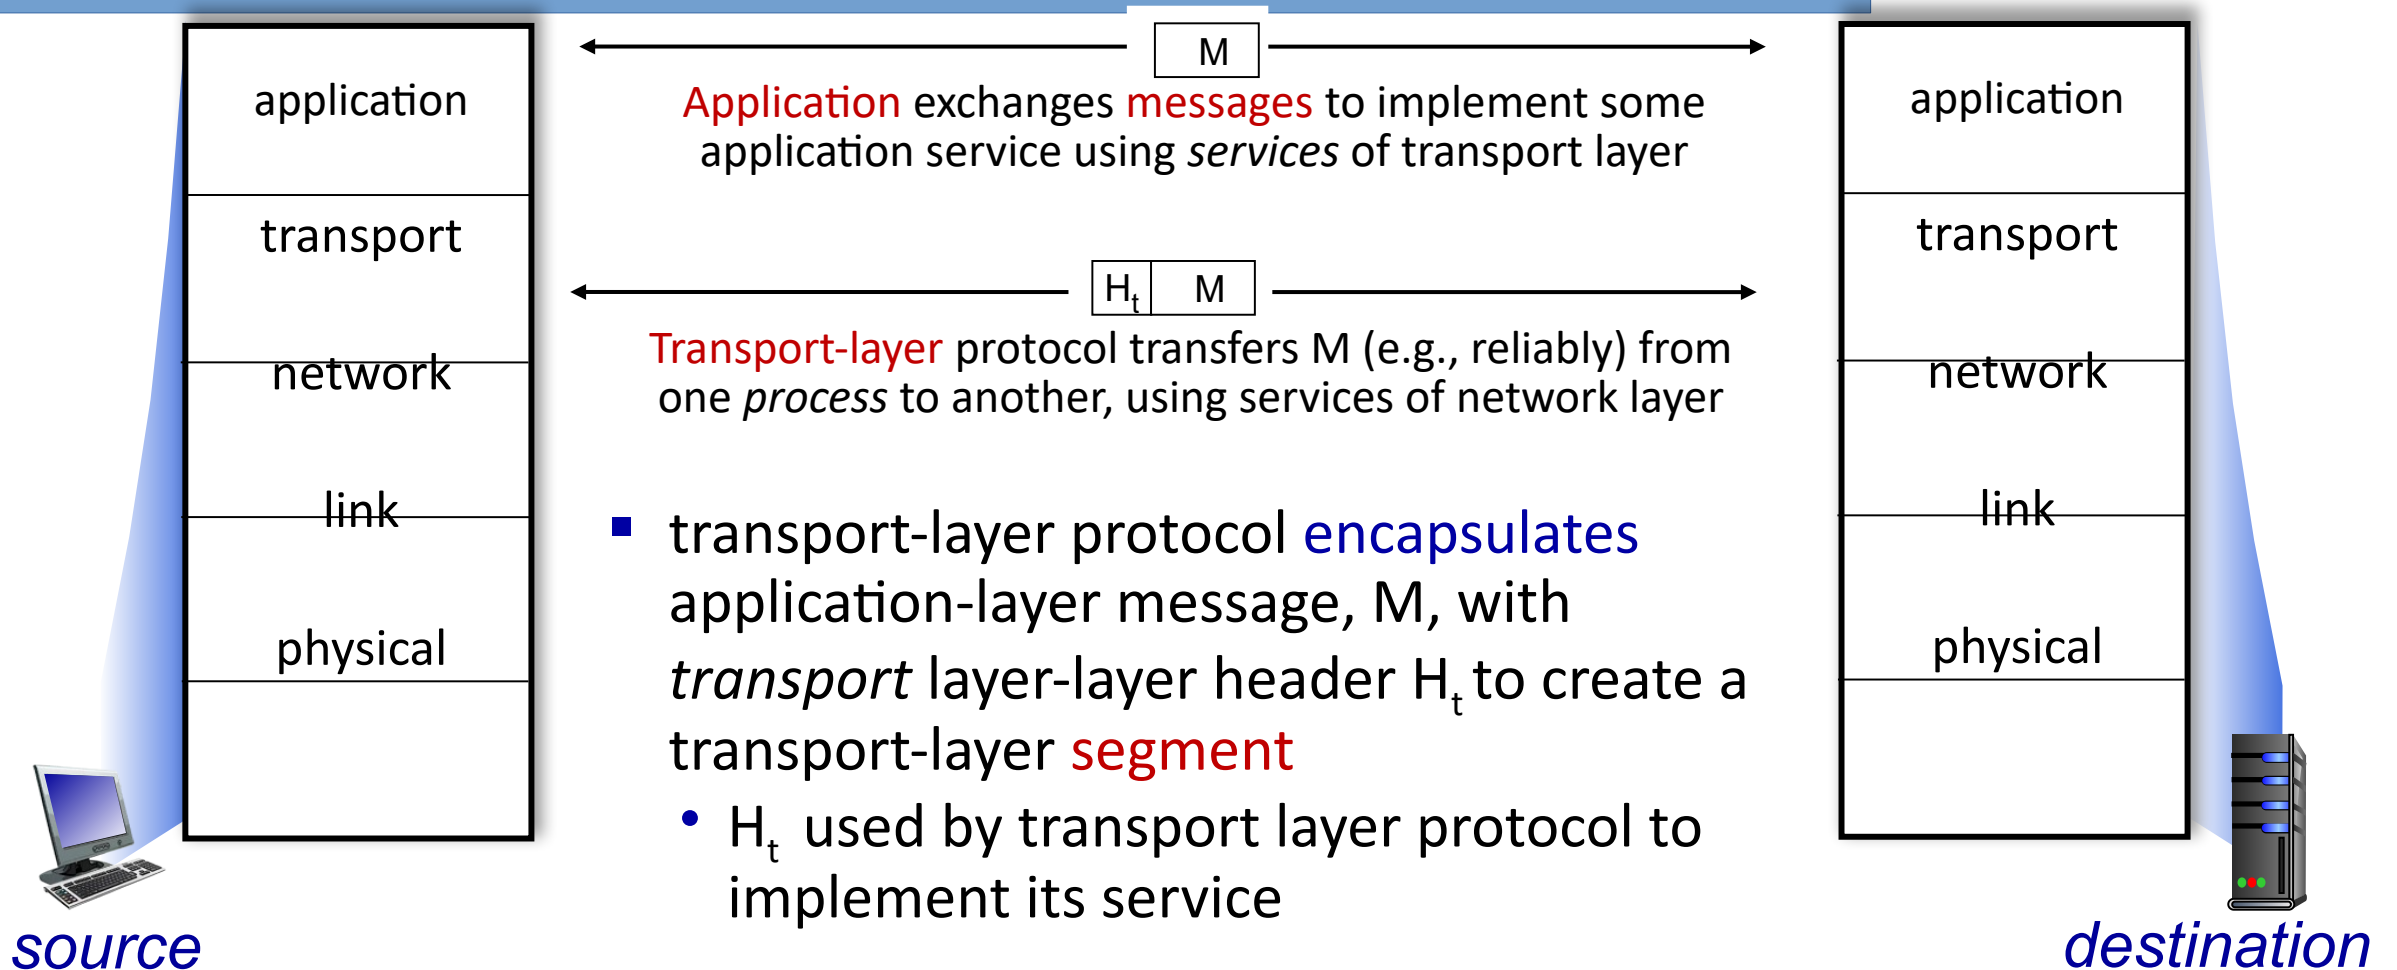 M
application
Application exchanges messages to implement some
application service using services of transport layer
application
transport
transport
Ht M
Transport-layer protocol transfers M (e.g., reliably) from
one process to another, using services of network layer
network
network
link
link
transport-layer protocol encapsulates
application-layer message, M, with
transport layer-layer header Ht to create a
transport-layer segment
physical
physical
Ht used by transport layer protocol to
implement its service
source
destination